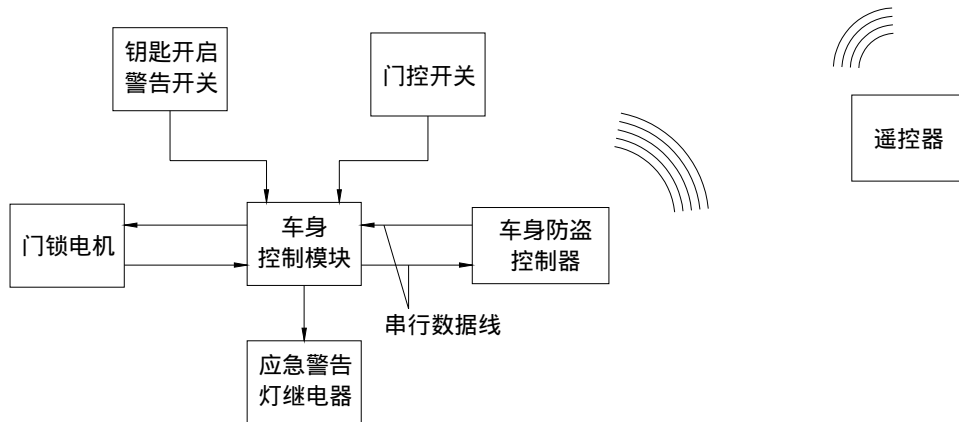 钥匙开启
警告开关
门控开关
遥控器
门锁电机
车身
控制模块
车身防盗
控制器
串行数据线
应急警告
灯继电器